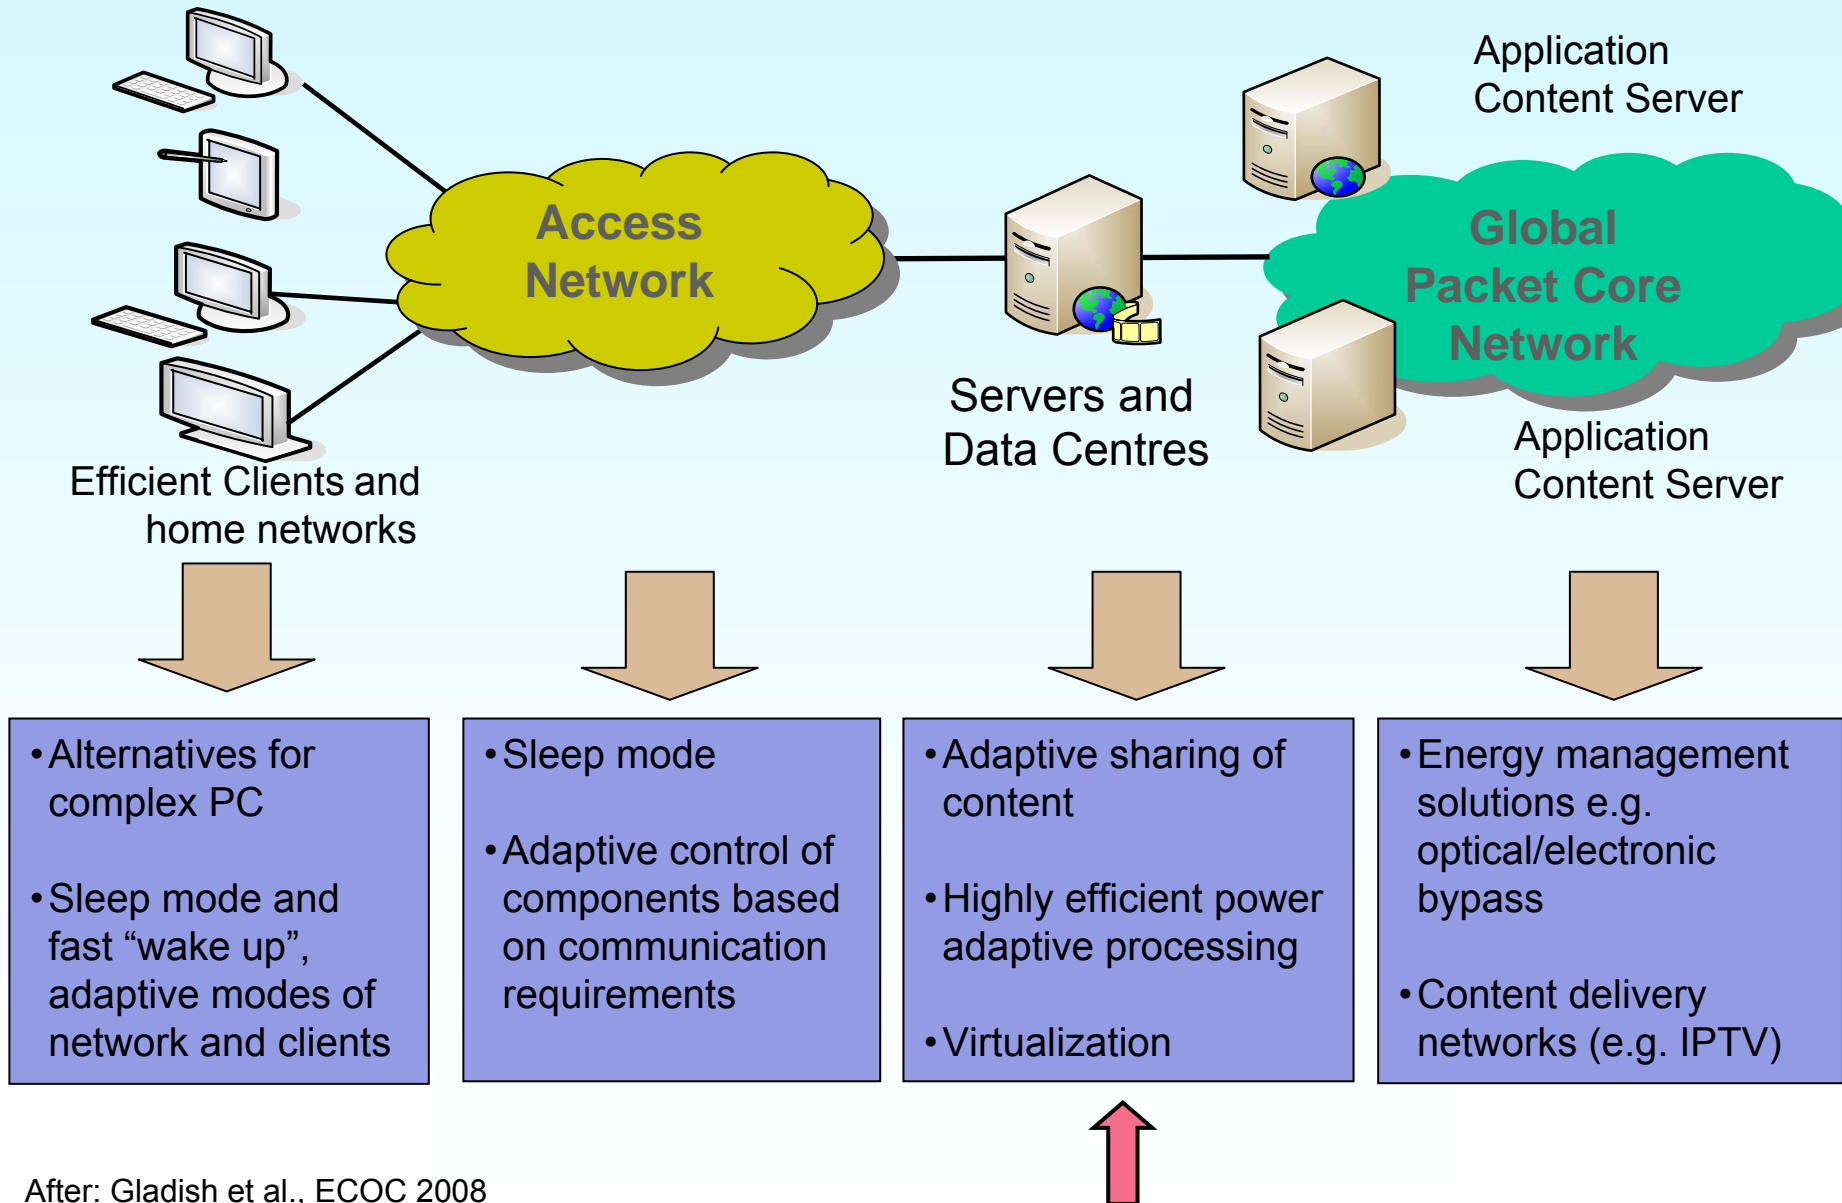 Application
Content Server
Access
Network
Global
Packet Core
Network
Servers and
Data Centres
Application
Content Server
Efficient Clients and
home networks
•Alternatives for
complex PC
•Sleep mode and
fast “wake up”,
adaptive modes of
network and clients
•Sleep mode
•Adaptive control of
components based
on communication
requirements
•Adaptive sharing of
content
•Highly efficient power
adaptive processing
•Virtualization
•Energy management
solutions e.g.
optical/electronic
bypass
•Content delivery
networks (e.g. IPTV)
After: Gladish et al., ECOC 2008